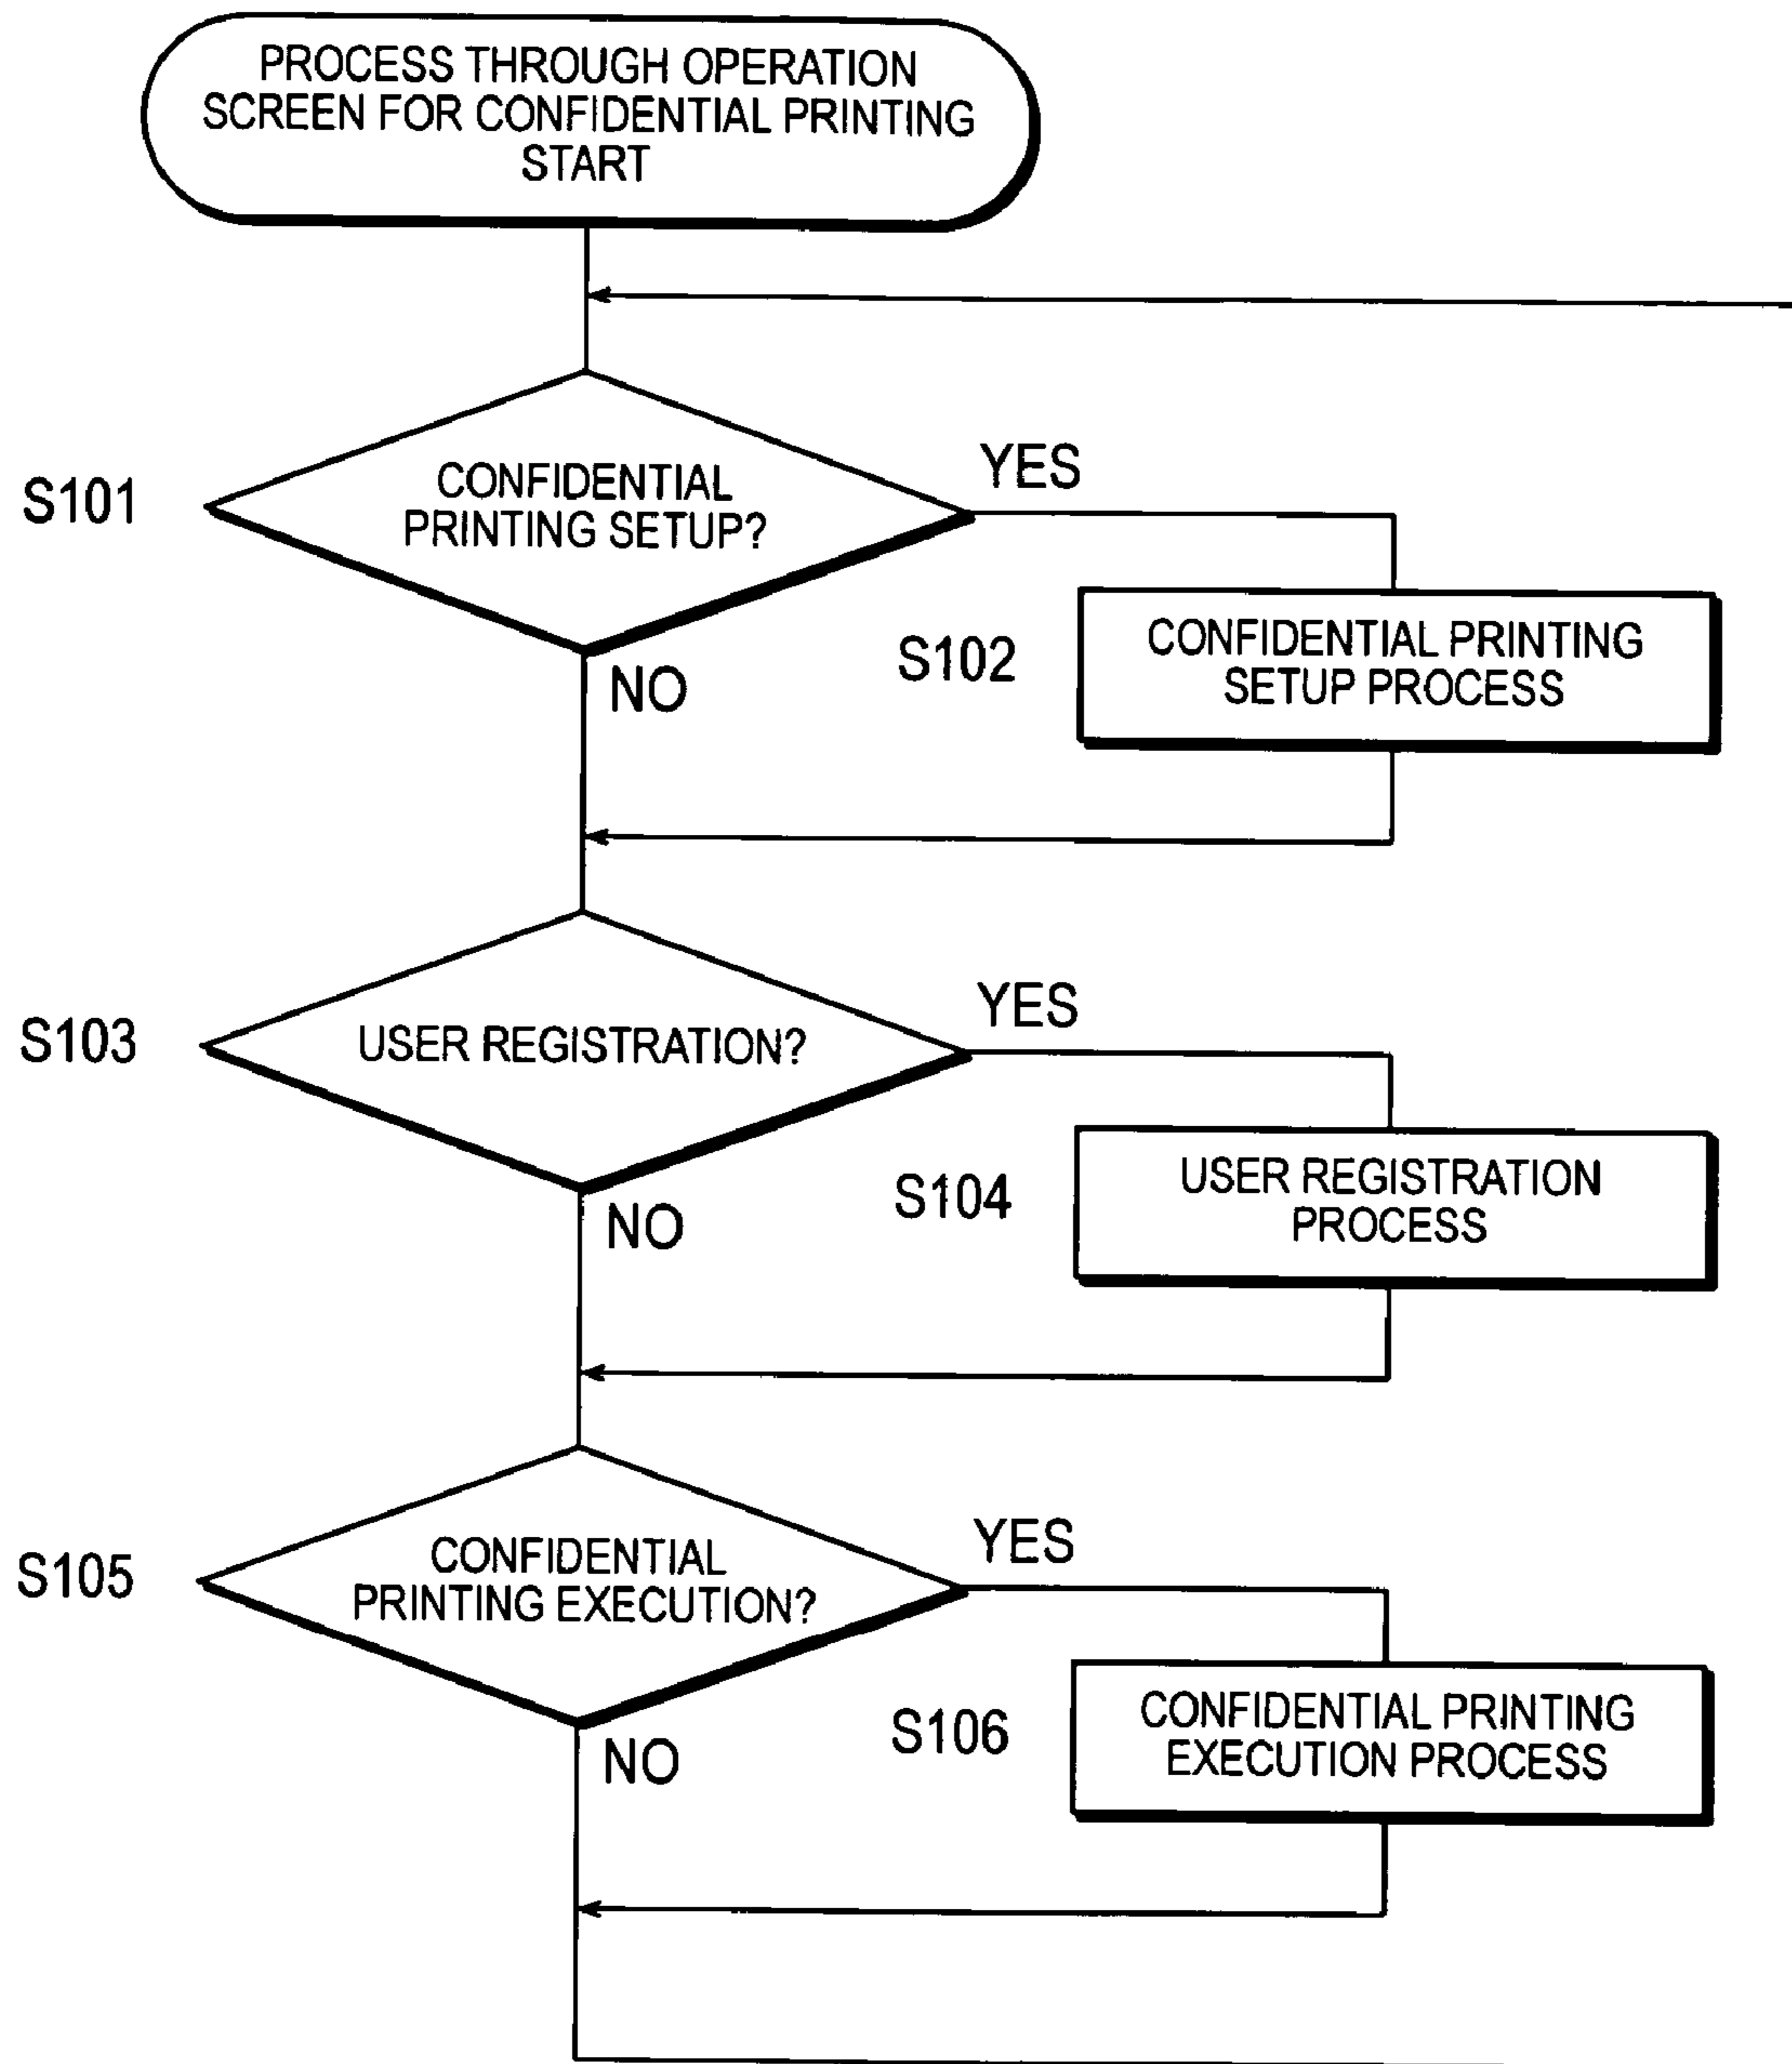 PROCESS THROUGH OPERATION
SCREEN FOR CONFIDENTIAL PRINTING
START
S101
CONFIDENTIAL
PRINTING SETUP?
YES
NO
S102
CONFIDENTIAL PRINTING
SETUP PROCESS
S103
USER REGISTRATION?
YES
NO
S104
USER REGISTRATION
PROCESS
S105
CONFIDENTIAL
PRINTING EXECUTION?
YES
NO
S106
CONFIDENTIAL PRINTING
EXECUTION PROCESS